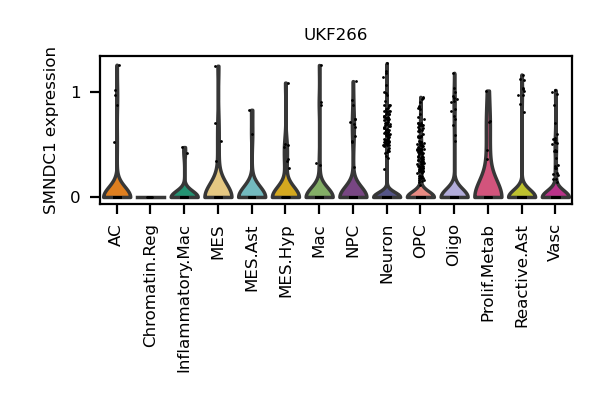 UKF266
SMNDC1 expression
1
0
AC
Chromatin.Reg
Inflammatory.Mac
MES
MES.Ast
MES.Hyp
Mac
NPC
Neuron
OPC
Oligo
Prolif.Metab
Reactive.Ast
Vasc